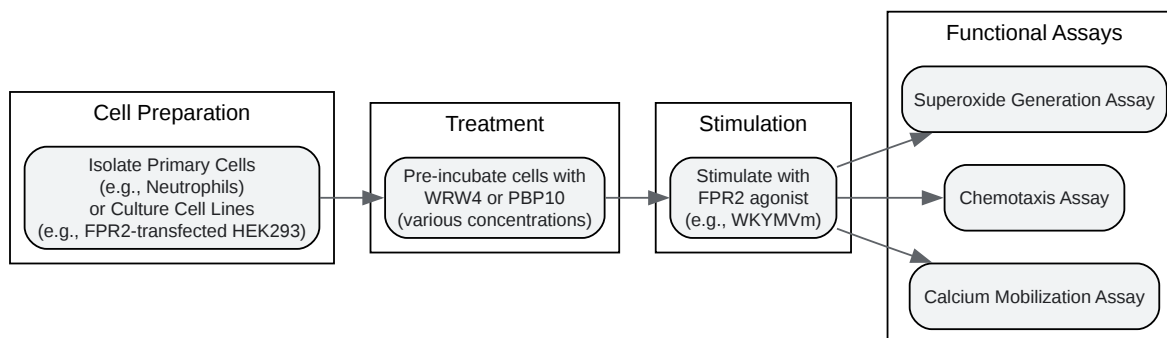 Cell Preparation
Isolate Primary Cells
(e.g., Neutrophils)
or Culture Cell Lines
(e.g., FPR2-transfected HEK293)
Treatment
Pre-incubate cells with
WRW4 or PBP10
(various concentrations)
Stimulation
Stimulate with
FPR2 agonist
(e.g., WKYMVm)
Functional Assays
Superoxide Generation Assay
Chemotaxis Assay
Calcium Mobilization Assay